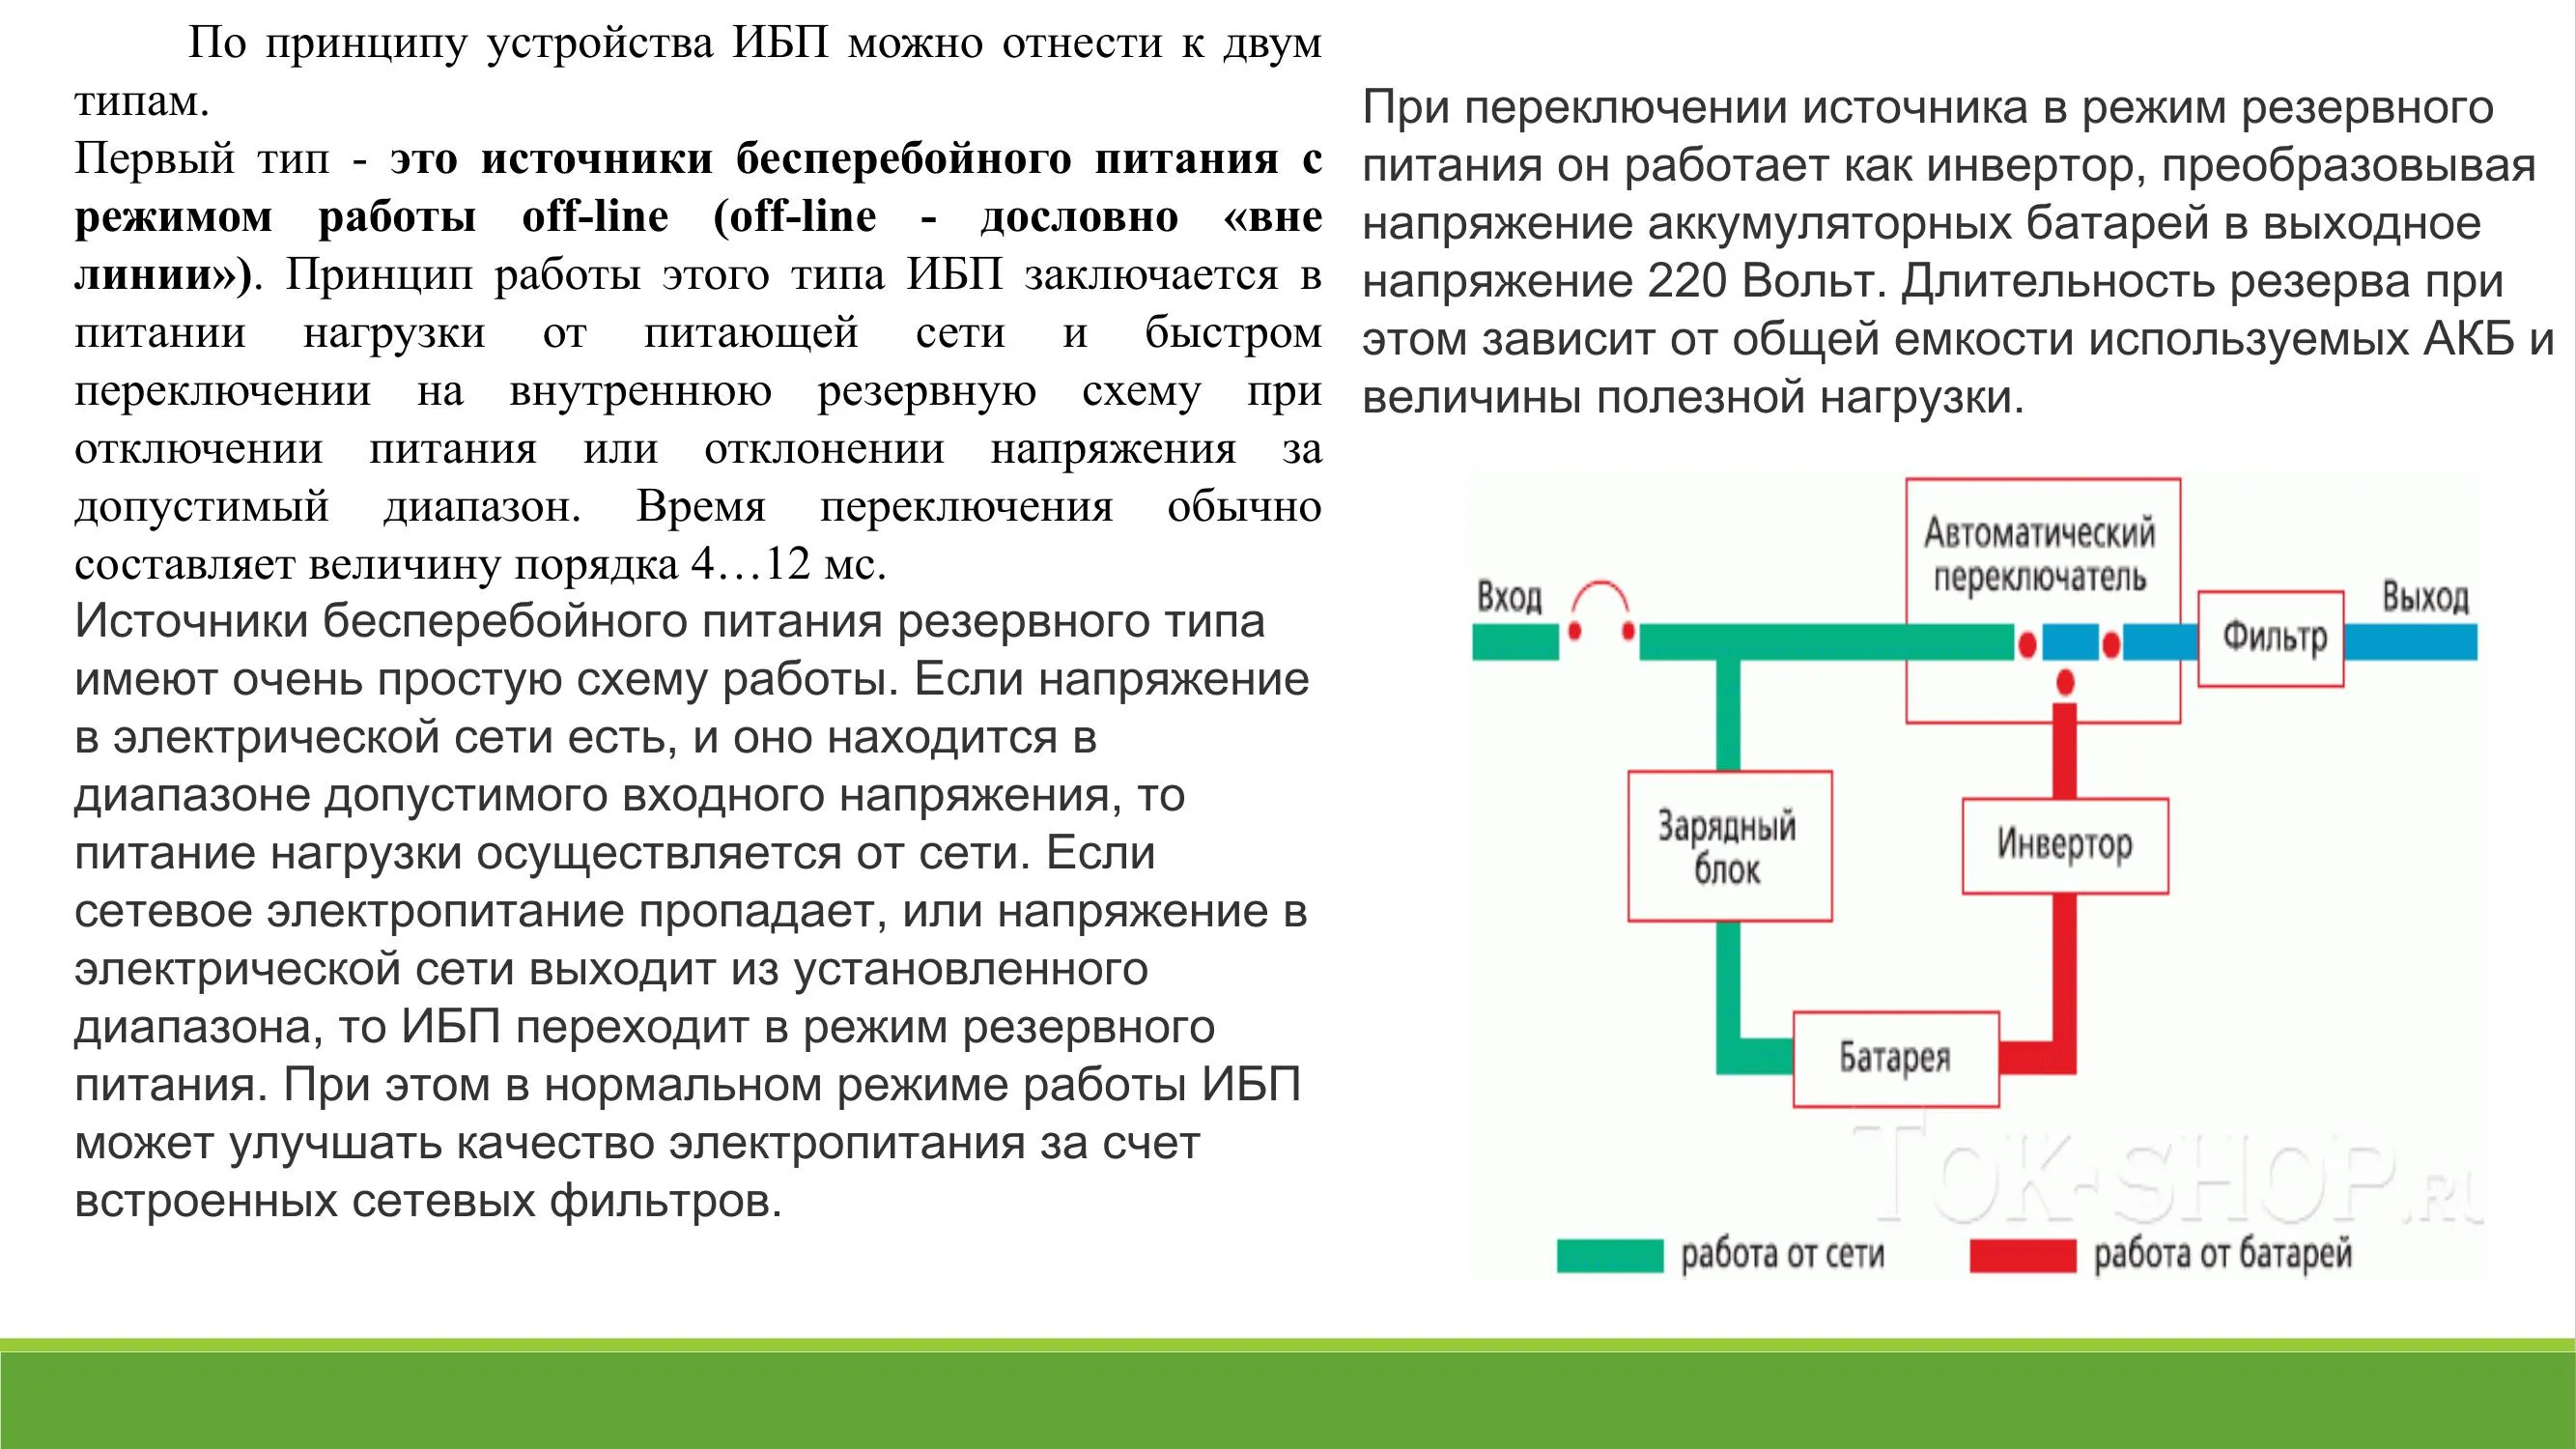 По принципу устройства ИБП можно отнести к двум
типам.
Первый тип - это источники бесперебойного питания с
режимом работы off-line (off-line - дословно «вне
линии»). Принцип работы этого типа ИБП заключается в
питании нагрузки от питающей сети и быстром
переключении на внутреннюю резервную схему при
отключении питания или отклонении напряжения за
допустимый диапазон. Время переключения обычно
составляет величину порядка 4…12 мс.
Источники бесперебойного питания резервного типа
имеют очень простую схему работы. Если напряжение
в электрической сети есть, и оно находится в
диапазоне допустимого входного напряжения, то
питание нагрузки осуществляется от сети. Если
сетевое электропитание пропадает, или напряжение в
электрической сети выходит из установленного
диапазона, то ИБП переходит в режим резервного
питания. При этом в нормальном режиме работы ИБП
может улучшать качество электропитания за счет
встроенных сетевых фильтров.
При переключении источника в режим резервного
питания он работает как инвертор, преобразовывая
напряжение аккумуляторных батарей в выходное
напряжение 220 Вольт. Длительность резерва при
этом зависит от общей емкости используемых АКБ и
величины полезной нагрузки.
Автоматический
переключатель
Вход
Выход
Фильтр
Зарядный
блок
Инвертор
Батарея
ТоК-SHOP.RU
работа от сети
работа от батарей